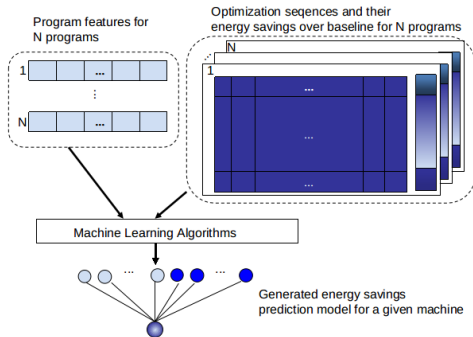 Program features for
N programs
Optimization seqences and their
energy savings over baseline for N programs
1
...
⋮
N
...
N
1
...
...
...
Machine Learning Algorithms
...
...
Generated energy savings
prediction model for a given machine